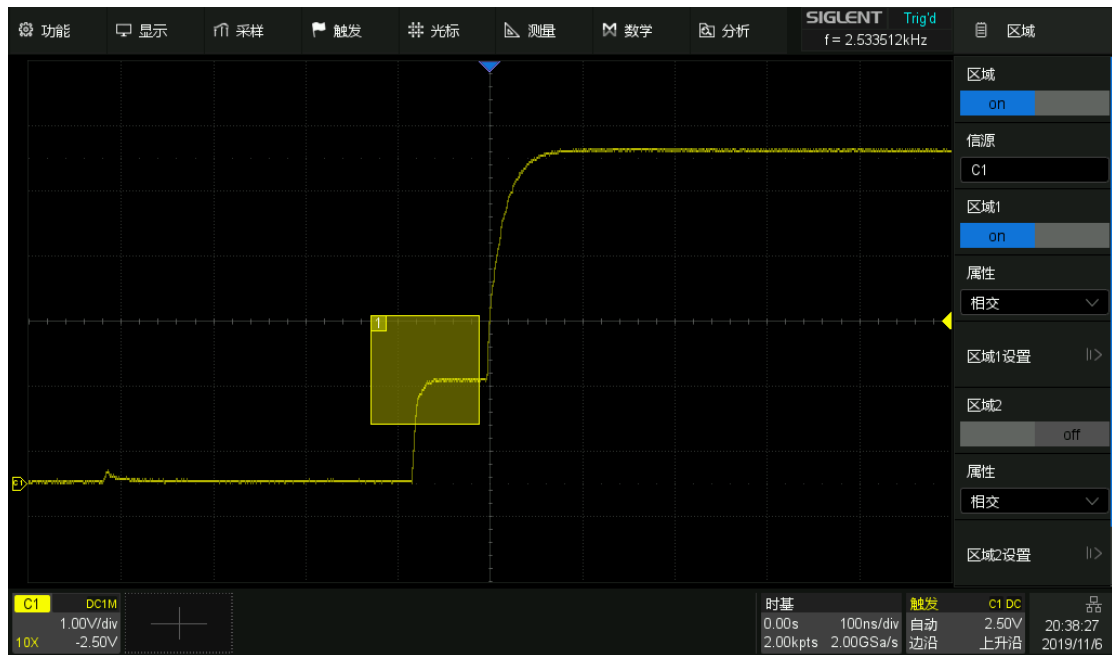 功能 显示 采样 触发 光标 测量 数学 分析
SIGLENT Trig'd
f = 2.533512kHz
区域
区域
on
信源
C1
区域1
on
属性
相交
区域1设置
区域2
off
属性
相交
区域2设置
1
C1
C1 DC1M
1.00V/div
10X -2.50V
时基
0.00s 100ns/div
2.00kpts 2.00GSa/s
触发 C1 DC
自动 2.50V
边沿 上升沿
20:38:27
2019/11/6